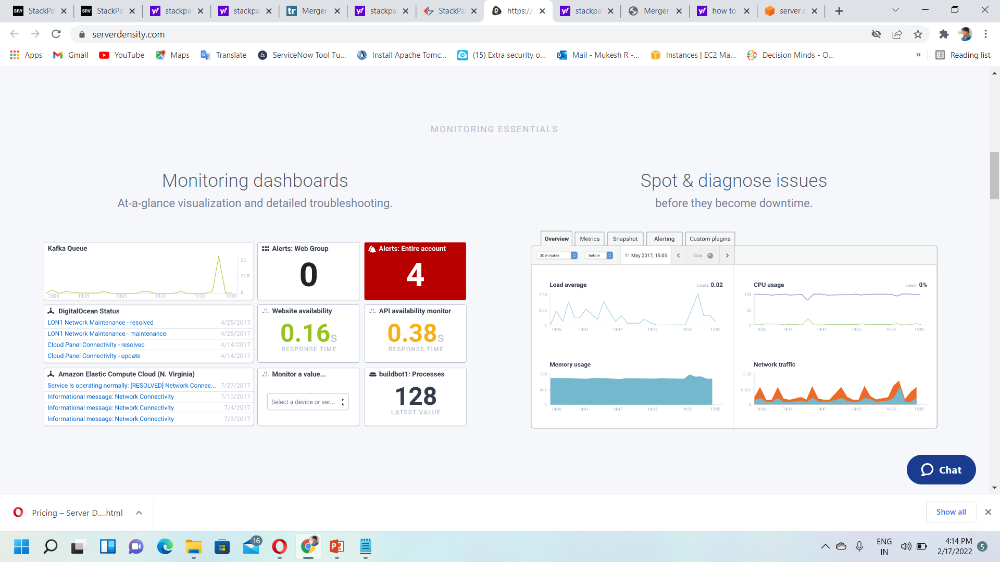 StackPa
StackPa
stackpa
stackpa
Merger
stackpa
StackPa
https://
stackpa
Merger
how to
server c
serverdensity.com
Apps
Gmail
YouTube
Maps
Translate
ServiceNow Tool Tu...
Install Apache Tomc...
(15) Extra security o...
Mail - Mukesh R -...
Instances | EC2 Ma...
Decision Minds - O...
»
Reading list
MONITORING ESSENTIALS
Monitoring dashboards
At-a-glance visualization and detailed troubleshooting.
Kafka Queue
25
12.5
0
13:09 13:15 13:21 13:27 13:33 13:39
Alerts: Web Group
0
Alerts: Entire account
4
DigitalOcean Status
LON1 Network Maintenance - resolved 4/25/2017
LON1 Network Maintenance - maintenance 4/25/2017
Cloud Panel Connectivity - resolved 4/14/2017
Cloud Panel Connectivity - update 4/14/2017
HTTP Website availability
0.16s
RESPONSE TIME
HTTP API availability monitor
0.38s
RESPONSE TIME
Amazon Elastic Compute Cloud (N. Virginia)
Service is operating normally: [RESOLVED] Network Connec... 7/27/2017
Informational message: Network Connectivity 7/10/2017
Informational message: Network Connectivity 7/4/2017
Informational message: Network Connectivity 7/3/2017
HTTP Monitor a value...
Select a device or ser...
buildbot1: Processes
128
LATEST VALUE
Spot & diagnose issues
before they become downtime.
Overview Metrics Snapshot Alerting Custom plugins
30 minutes before 11 May 2017, 15:05 Now
Load average Latest: 0.02
0.16
0.08
0
14:36 14:41 14:47 14:53 14:59 15:05
CPU usage Latest: 0%
100
50
0
14:36 14:41 14:47 14:53 14:59 15:05
Memory usage
983
491
0
14:36 14:41 14:47 14:53 14:59 15:05
Network traffic
0.33
0.165
0
14:36 14:41 14:47 14:53 14:59 15:05
Chat
Pricing – Server D....html
Show all
16
ENG
IN
4:14 PM
2/17/2022
5